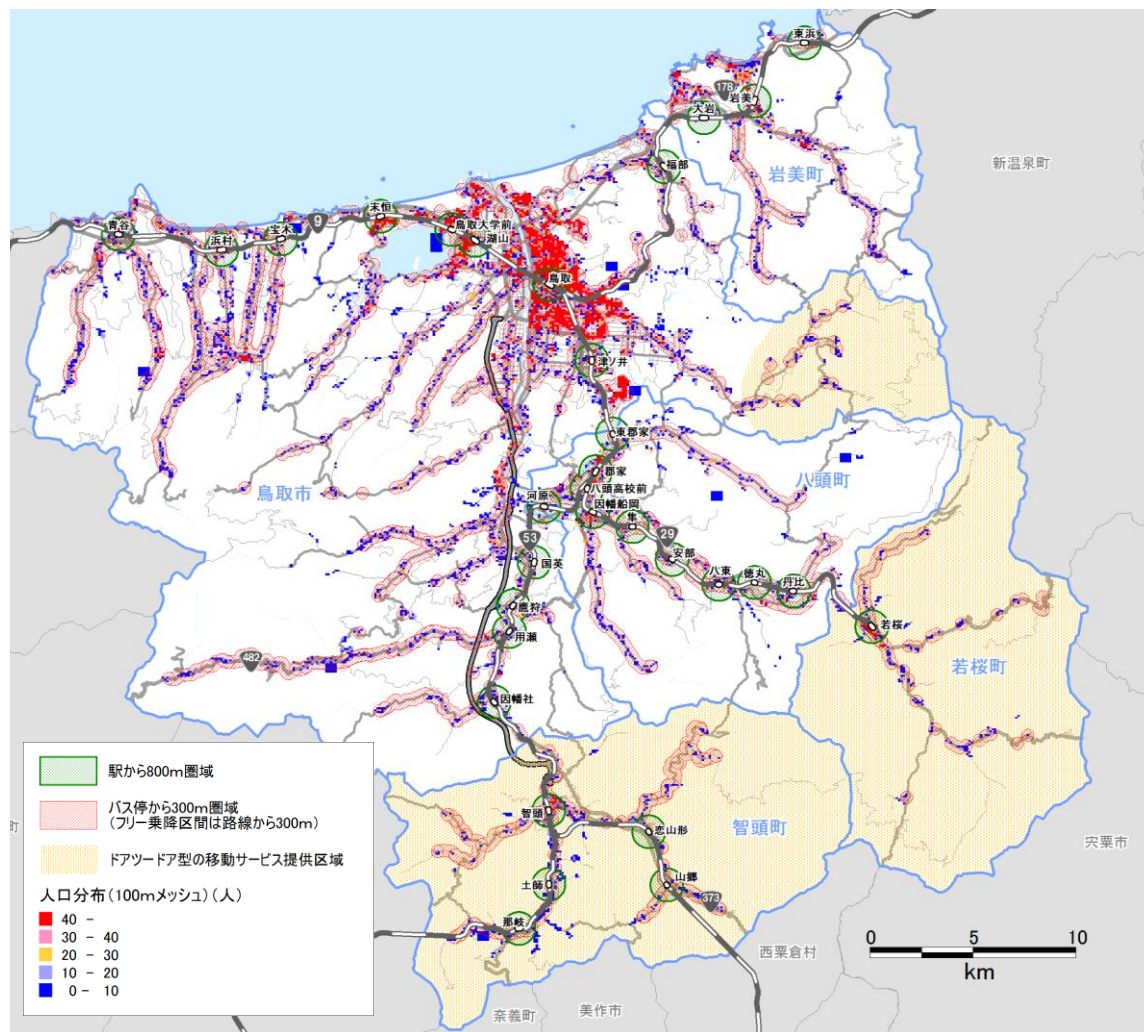 東浜
178
岩美
大岩
福部
岩美町
新温泉町
末恒
鳥取大学前
湖山
青谷
浜村
宝木
9
鳥取
津ノ井
東郡家
郡家
八頭高校前
因幡船岡
隼
八頭町
鳥取市
河原
53
国英
29
安部
八東
徳丸
丹比
鷹狩
用瀬
若桜
482
若桜町
因幡社
智頭
恋山形
智頭町
宍粟市
土師
山郷
373
那岐
西粟倉村
美作市
奈義町
町
駅から800m圏域
バス停から300m圏域
(フリー乗降区間は路線から300m)
ドアツードア型の移動サービス提供区域
人口分布(100mメッシュ)(人)
40 -
30 - 40
20 - 30
10 - 20
0 - 10
0 5 10
km